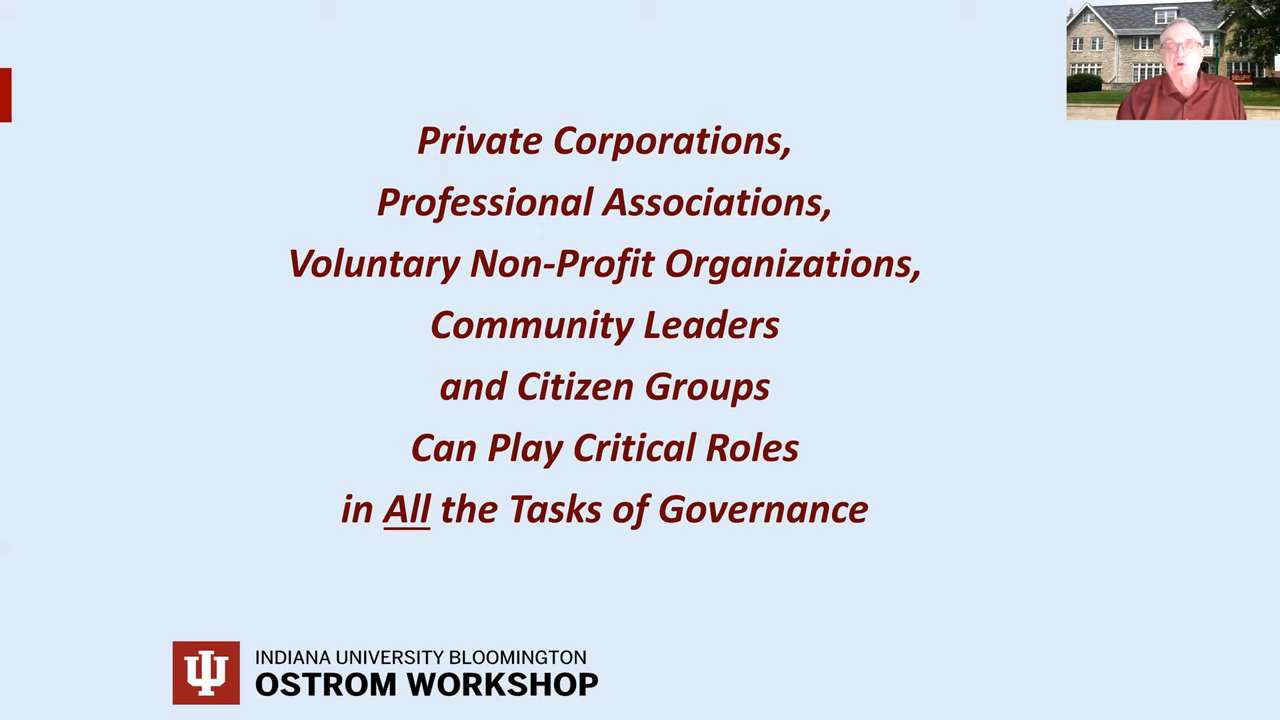 Private Corporations,
Professional Associations,
Voluntary Non-Profit Organizations,
Community Leaders
and Citizen Groups
Can Play Critical Roles
in All the Tasks of Governance
INDIANA UNIVERSITY BLOOMINGTON
OSTROM WORKSHOP